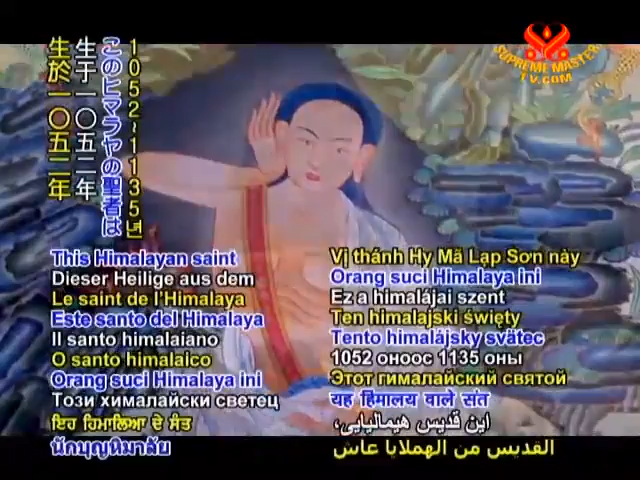 SUPREME MASTER
TV.COM
1052~1135년
このヒマラヤの聖者は
生于一〇五二年
生於一〇五二年
This Himalayan saint
Dieser Heilige aus dem
Le saint de l'Himalaya
Este santo del Himalaya
Il santo himalaiano
O santo himalaico
Orang suci Himalaya ini
Този хималайски светец
ਇਹ ਹਿਮਾਲਿਆ ਦੇ ਸੰਤ
นักบุญหิมาลัย
Vị thánh Hy Mã Lạp Sơn này
Orang suci Himalaya ini
Ez a himalájai szent
Ten himalajski święty
Tento himalájsky svätec
1052 оноос 1135 оны
Этот гималайский святой
यह हिमालय वाले संत
این قدیس هیمالیایی،
القديس من الهملايا عاش